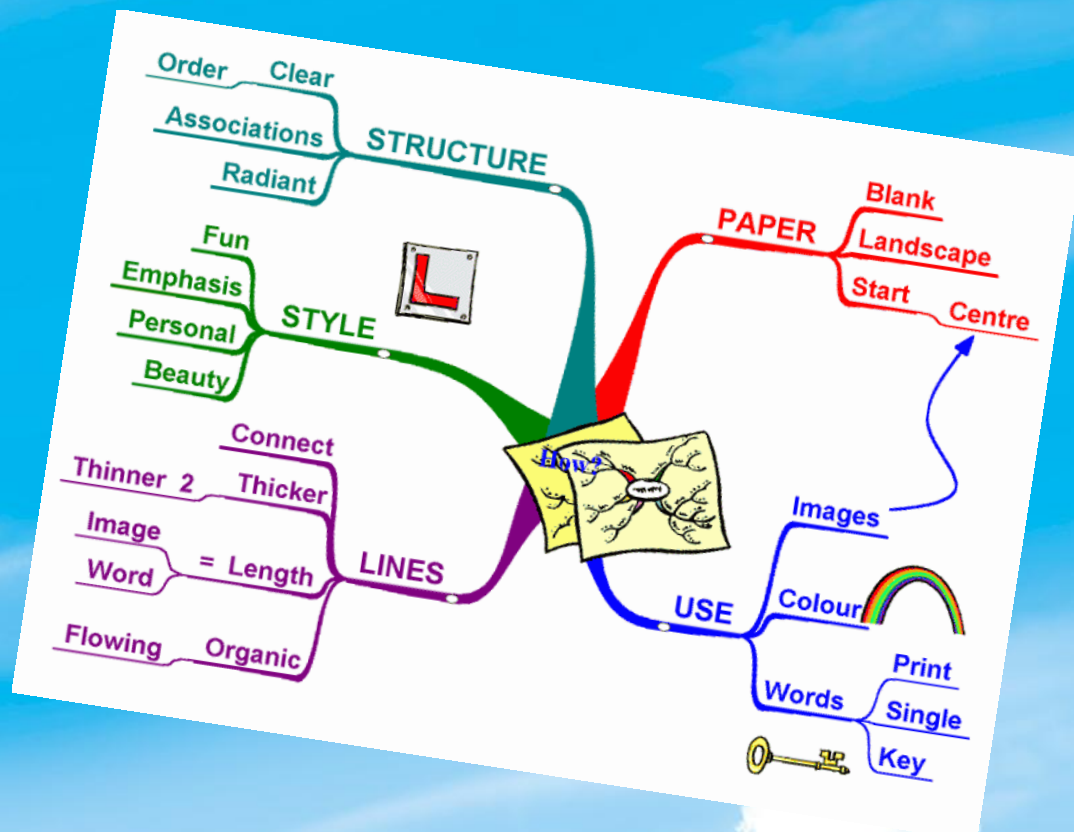 How?
PAPER
Blank
Landscape
Start
Centre
USE
Images
Colour
Words
Print
Single
Key
LINES
Connect
Thicker
Thinner 2
= Length
Image
Word
Organic
Flowing
STYLE
Fun
Emphasis
Personal
Beauty
STRUCTURE
Clear
Order
Associations
Radiant
L